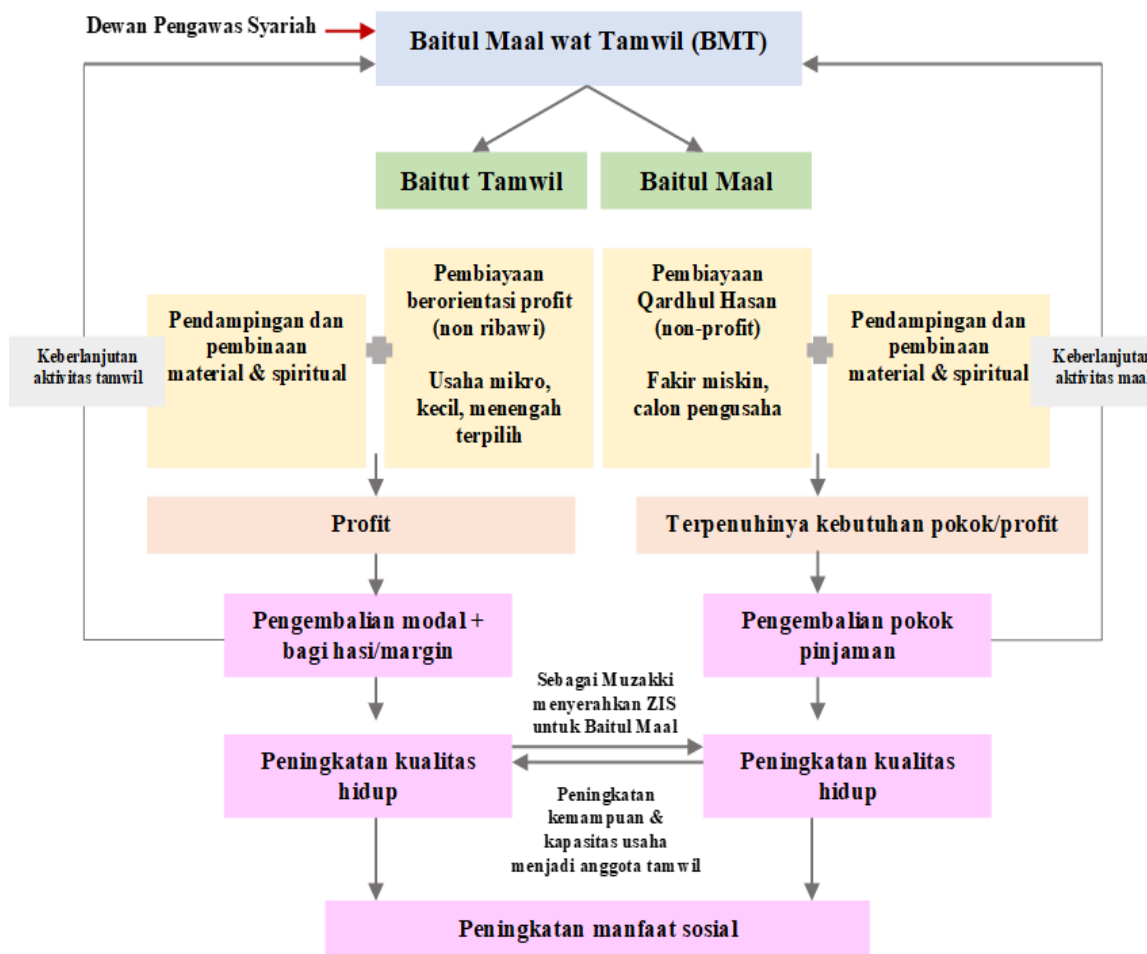 Dewan Pengawas Syariah
Baitul Maal wat Tamwil (BMT)
Baitut Tamwil
Baitul Maal
Pendampingan dan
pembinaan
material & spiritual
Pembiayaan
berorientasi profit
(non ribawi)
Usaha mikro,
kecil, menengah
terpilih
Pembiayaan
Qardhul Hasan
(non-profit)
Fakir miskin,
calon pengusaha
Pendampingan dan
pembinaan
material & spiritual
Keberlanjutan
aktivitas tamwil
Keberlanjutan
aktivitas maal
Profit
Terpenuhinya kebutuhan pokok/profit
Pengembalian modal +
bagi hasi/margin
Pengembalian pokok
pinjaman
Sebagai Muzakki
menyerahkan ZIS
untuk Baitul Maal
Peningkatan kualitas
hidup
Peningkatan kualitas
hidup
Peningkatan
kemampuan &
kapasitas usaha
menjadi anggota tamwil
Peningkatan manfaat sosial